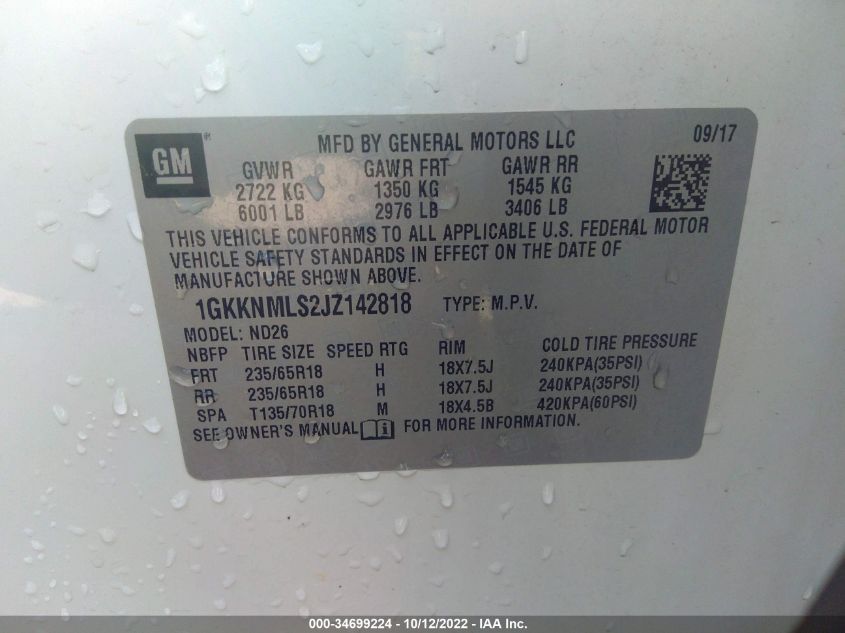 GM
MFD BY GENERAL MOTORS LLC 09/17
GVWR GAWR FRT GAWR RR
2722 KG 1350 KG 1545 KG
6001 LB 2976 LB 3406 LB
THIS VEHICLE CONFORMS TO ALL APPLICABLE U.S. FEDERAL MOTOR
VEHICLE SAFETY STANDARDS IN EFFECT ON THE DATE OF
MANUFACTURE SHOWN ABOVE.
1GKKNMLS2JZ142818 TYPE: M.P.V.
MODEL: ND26
NBFP TIRE SIZE SPEED RTG RIM COLD TIRE PRESSURE
FRT 235/65R18 H 18X7.5J 240KPA(35PSI)
RR 235/65R18 H 18X7.5J 240KPA(35PSI)
SPA T135/70R18 M 18X4.5B 420KPA(60PSI)
SEE OWNER'S MANUAL i FOR MORE INFORMATION.
000-34699224 - 10/12/2022 - IAA Inc.